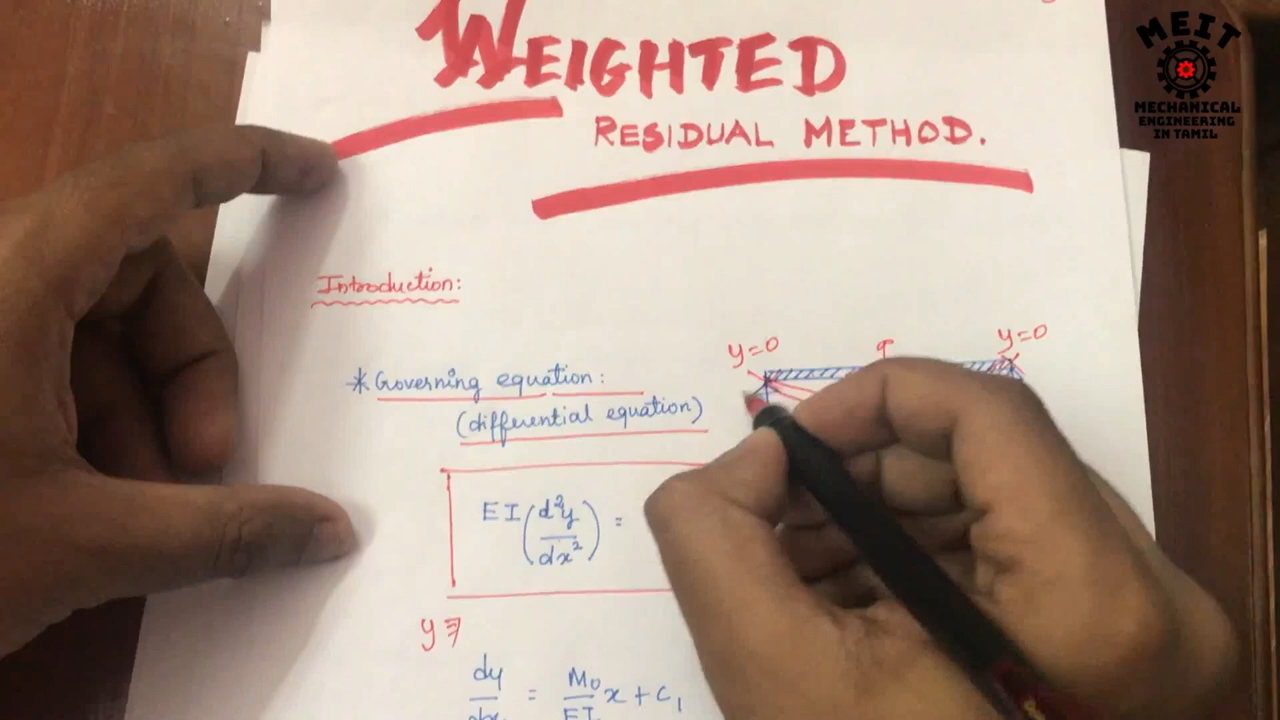 WEIGHTED
RESIDUAL METHOD.
MEIT
MECHANICAL
ENGINEERING
IN TAMIL
Introduction:
y=0
y=0
*Governing equation:
(differential equation)
EI(d²y/dx²) =
y =
dy/dx = M₀/EI x + C₁